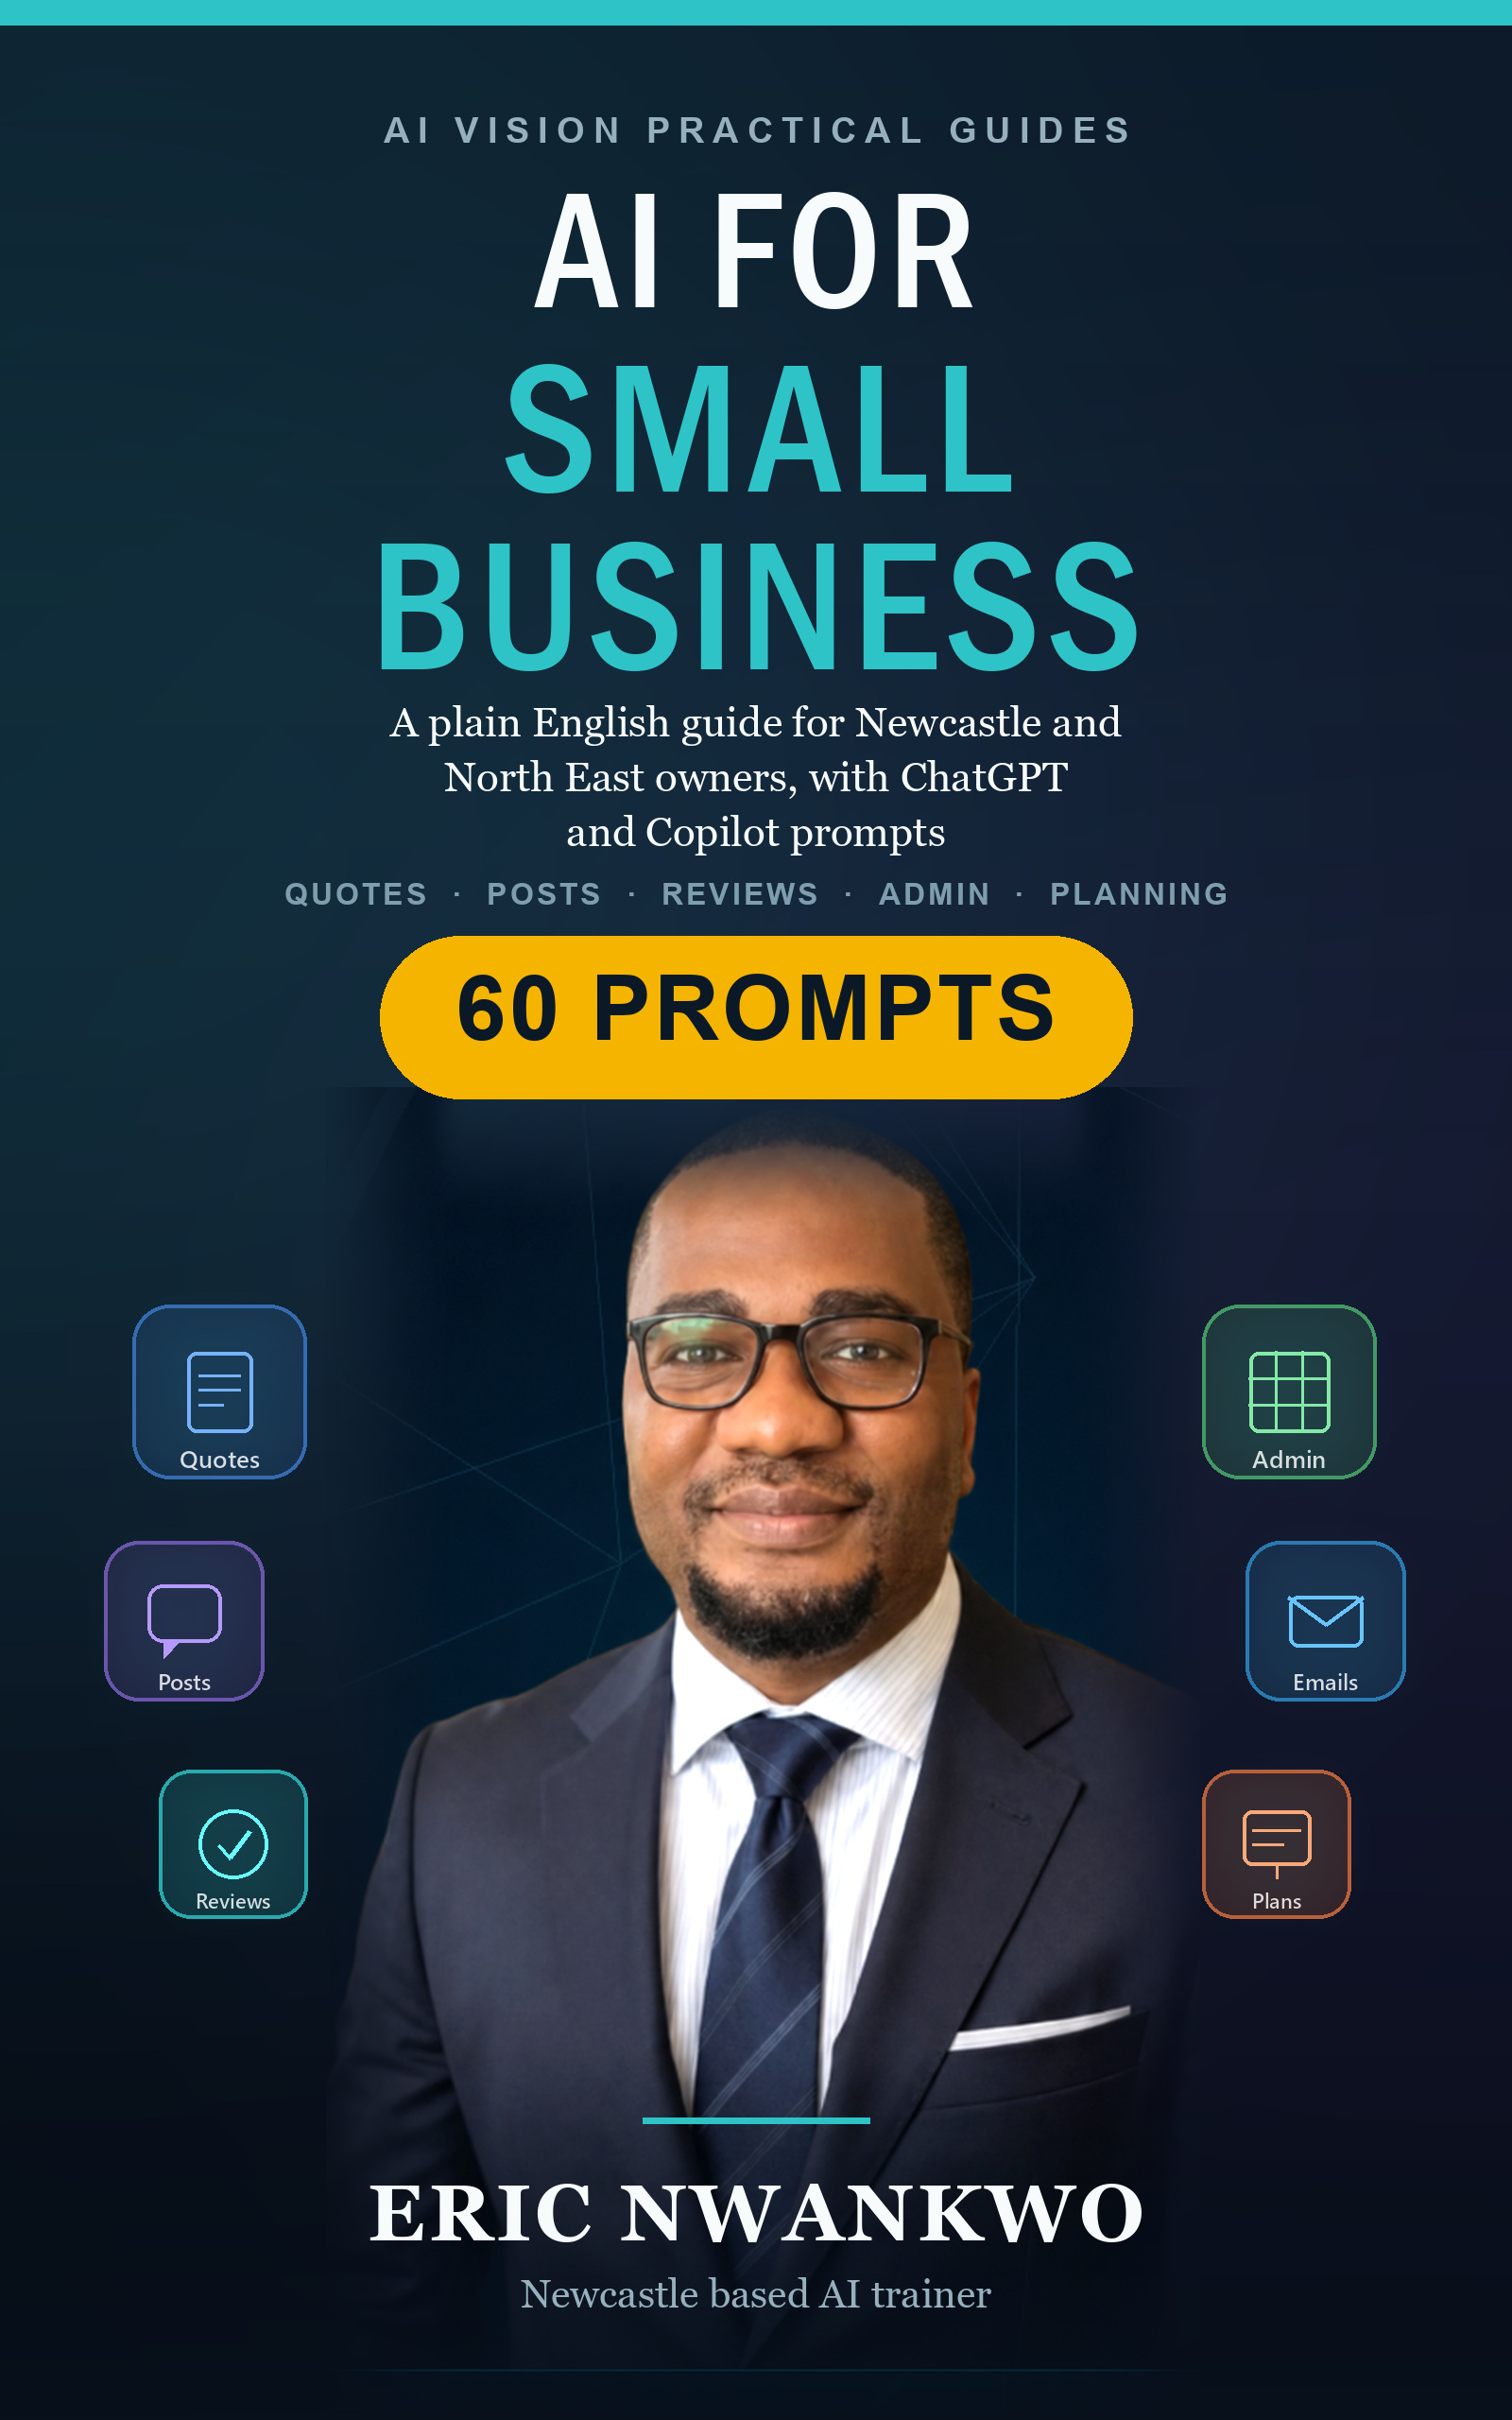 AI VISION PRACTICAL GUIDES
AI FOR
SMALL
BUSINESS
A plain English guide for Newcastle and
North East owners, with ChatGPT
and Copilot prompts
QUOTES · POSTS · REVIEWS · ADMIN · PLANNING
60 PROMPTS
Quotes
Admin
Posts
Emails
Reviews
Plans
ERIC NWANKWO
Newcastle based AI trainer